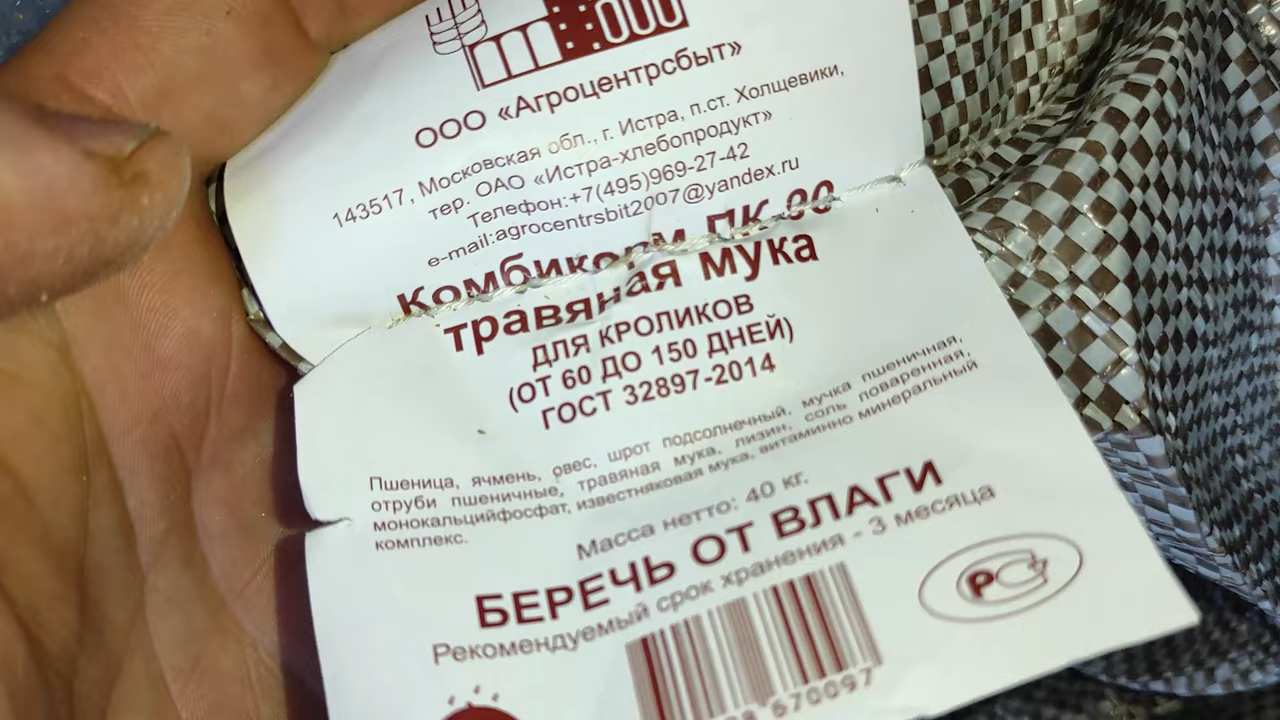 ООО «Агроцентрсбыт»
143517, Московская обл., г. Истра, п.ст. Холщевики,
тер. ОАО «Истра-хлебопродукт»
Телефон:+7(495)969-27-42
e-mail:agrocentrsbit2007@yandex.ru
Комбикорм ПК-90
травяная мука
ДЛЯ КРОЛИКОВ
(ОТ 60 ДО 150 ДНЕЙ)
ГОСТ 32897-2014
Пшеница, ячмень, овес, шрот подсолнечный, мучка пшеничная,
отруби пшеничные, травяная мука, лизин, соль поваренная,
монокальцийфосфат, известняковая мука, витаминно минеральный
комплекс.
Масса нетто: 40 кг.
БЕРЕЧЬ ОТ ВЛАГИ
Рекомендуемый срок хранения - 3 месяца
РСТ
670097